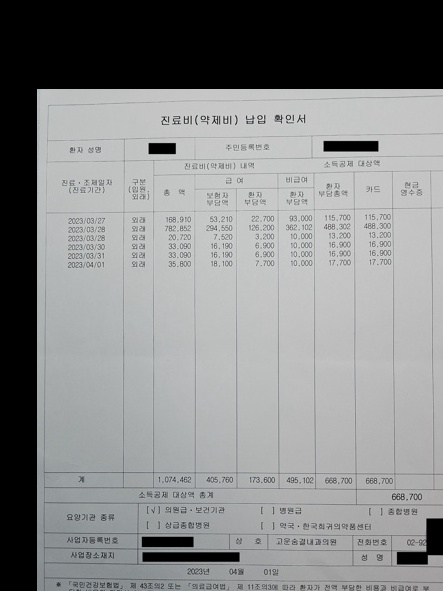 진료비(약제비) 납입 확인서
환자 성명 주민등록번호
진료비(약제비) 내역 소득공제 대상액
진료·조제일자 (진료기간) 구분 (입원, 외래) 총 액 급 여 비급여 환자 부담총액 카드 현금 영수증
보험자 부담액 환자 부담액 환자 부담액
2023/03/27 외래 168,910 53,210 22,700 93,000 115,700 115,700
2023/03/28 외래 782,852 294,550 126,200 362,102 488,302 488,300
2023/03/28 외래 20,720 7,520 3,200 10,000 13,200 13,200
2023/03/30 외래 33,090 16,190 6,900 10,000 16,900 16,900
2023/03/31 외래 33,090 16,190 6,900 10,000 16,900 16,900
2023/04/01 외래 35,800 18,100 7,700 10,000 17,700 17,700
계 1,074,462 405,760 173,600 495,102 668,700 668,700
소득공제 대상액 총계 668,700
요양기관 종류 [√] 의원급·보건기관 [ ] 병원급 [ ] 종합병원
[ ] 상급종합병원 [ ] 약국·한국희귀의약품센터
사업자등록번호 상 호 고운숨결내과의원 전화번호 02-92
사업장소재지 성 명
2023년 04월 01일
※ 「국민건강보험법」 제 43조의2 또는 「의료급여법」 제 11조의3에 따라 환자가 전액 부담한 비용과 비급여로 부